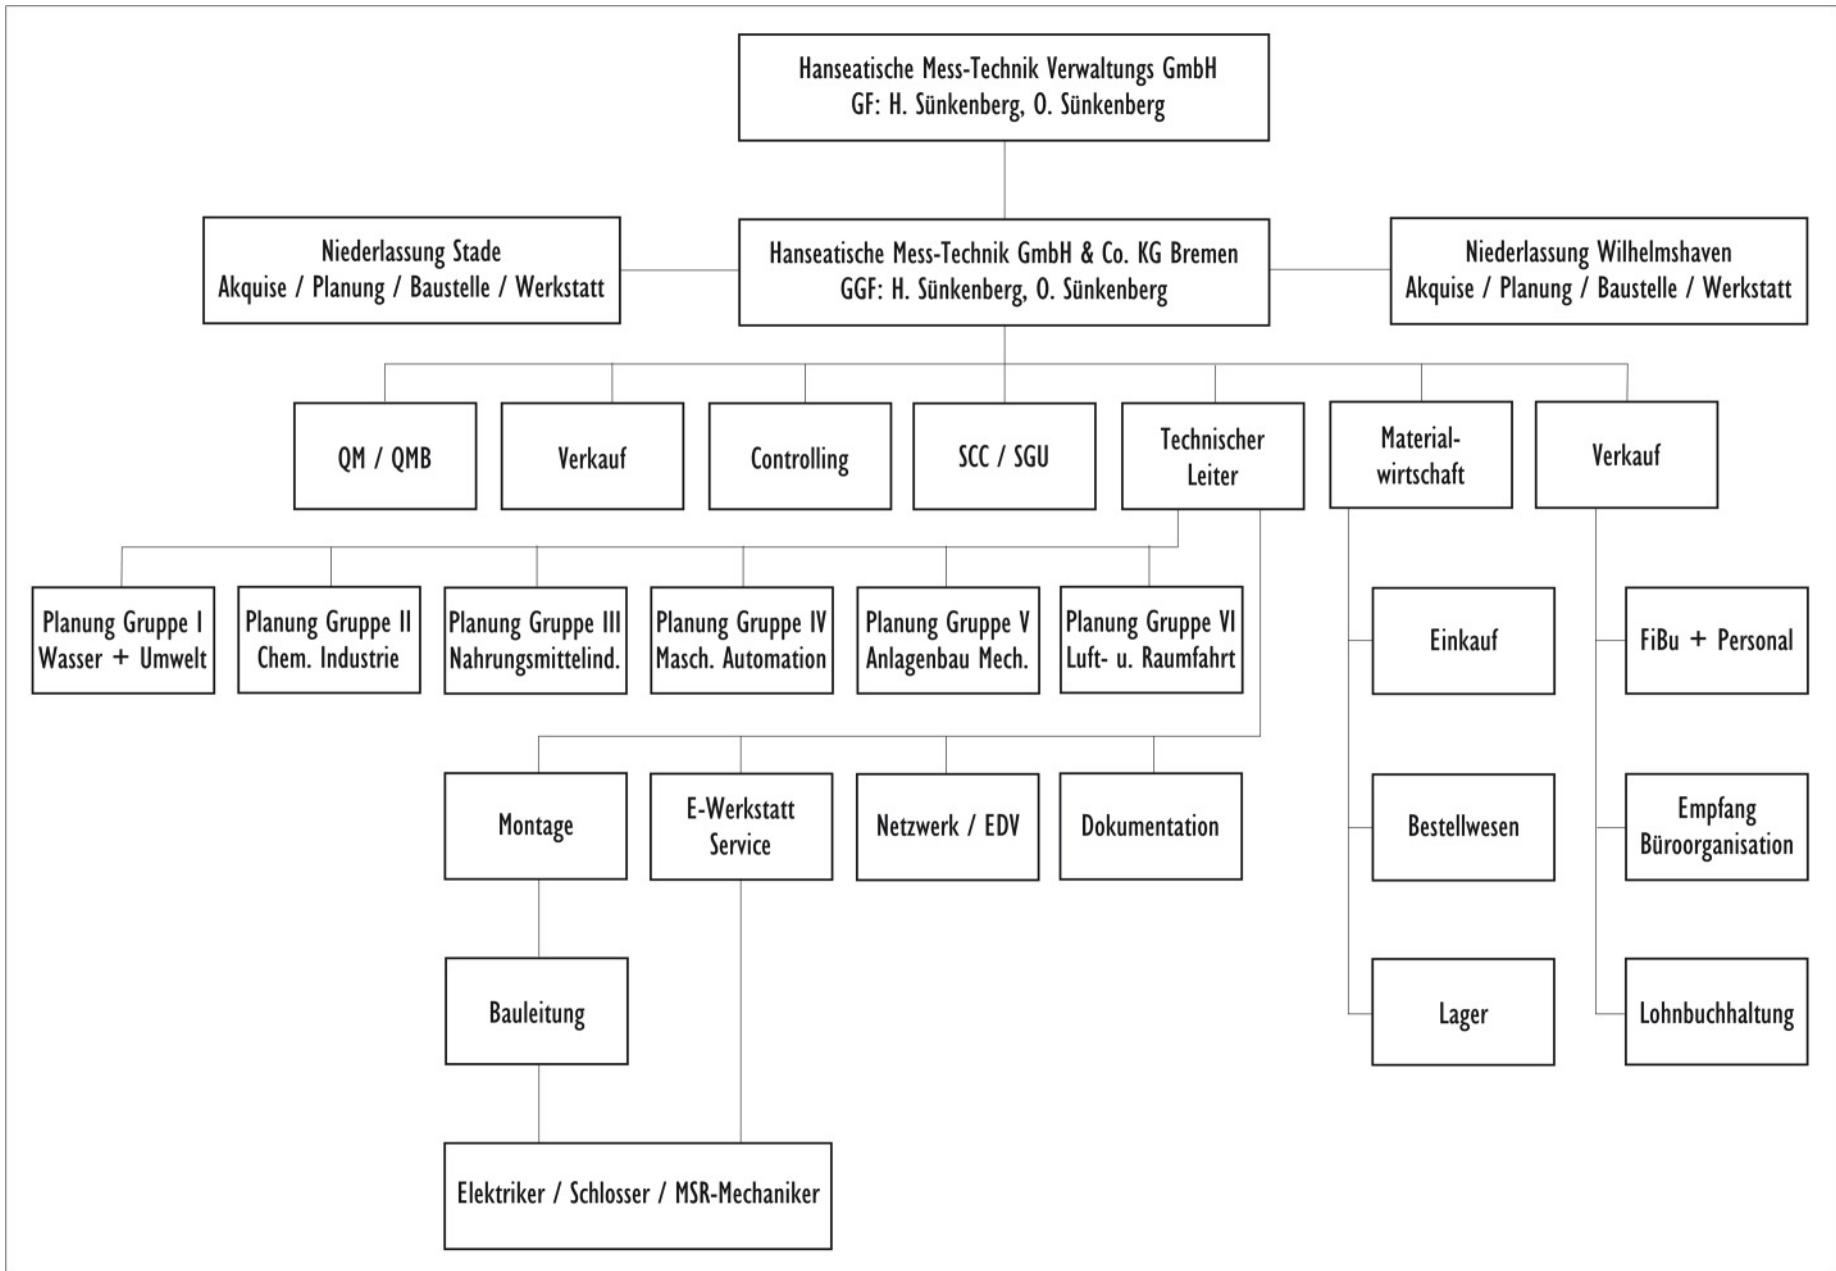 Hanseatische Mess-Technik Verwaltungs GmbH
GF: H. Sünkenberg, O. Sünkenberg
Niederlassung Stade
Akquise / Planung / Baustelle / Werkstatt
Hanseatische Mess-Technik GmbH & Co. KG Bremen
GGF: H. Sünkenberg, O. Sünkenberg
Niederlassung Wilhelmshaven
Akquise / Planung / Baustelle / Werkstatt
QM / QMB
Verkauf
Controlling
SCC / SGU
Technischer
Leiter
Material-
wirtschaft
Verkauf
Planung Gruppe I
Wasser + Umwelt
Planung Gruppe II
Chem. Industrie
Planung Gruppe III
Nahrungsmittelind.
Planung Gruppe IV
Masch. Automation
Planung Gruppe V
Anlagenbau Mech.
Planung Gruppe VI
Luft- u. Raumfahrt
Einkauf
FiBu + Personal
Montage
E-Werkstatt
Service
Netzwerk / EDV
Dokumentation
Bestellwesen
Empfang
Büroorganisation
Bauleitung
Lager
Lohnbuchhaltung
Elektriker / Schlosser / MSR-Mechaniker